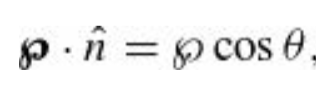 ℘ · n̂ = ℘ cos θ,